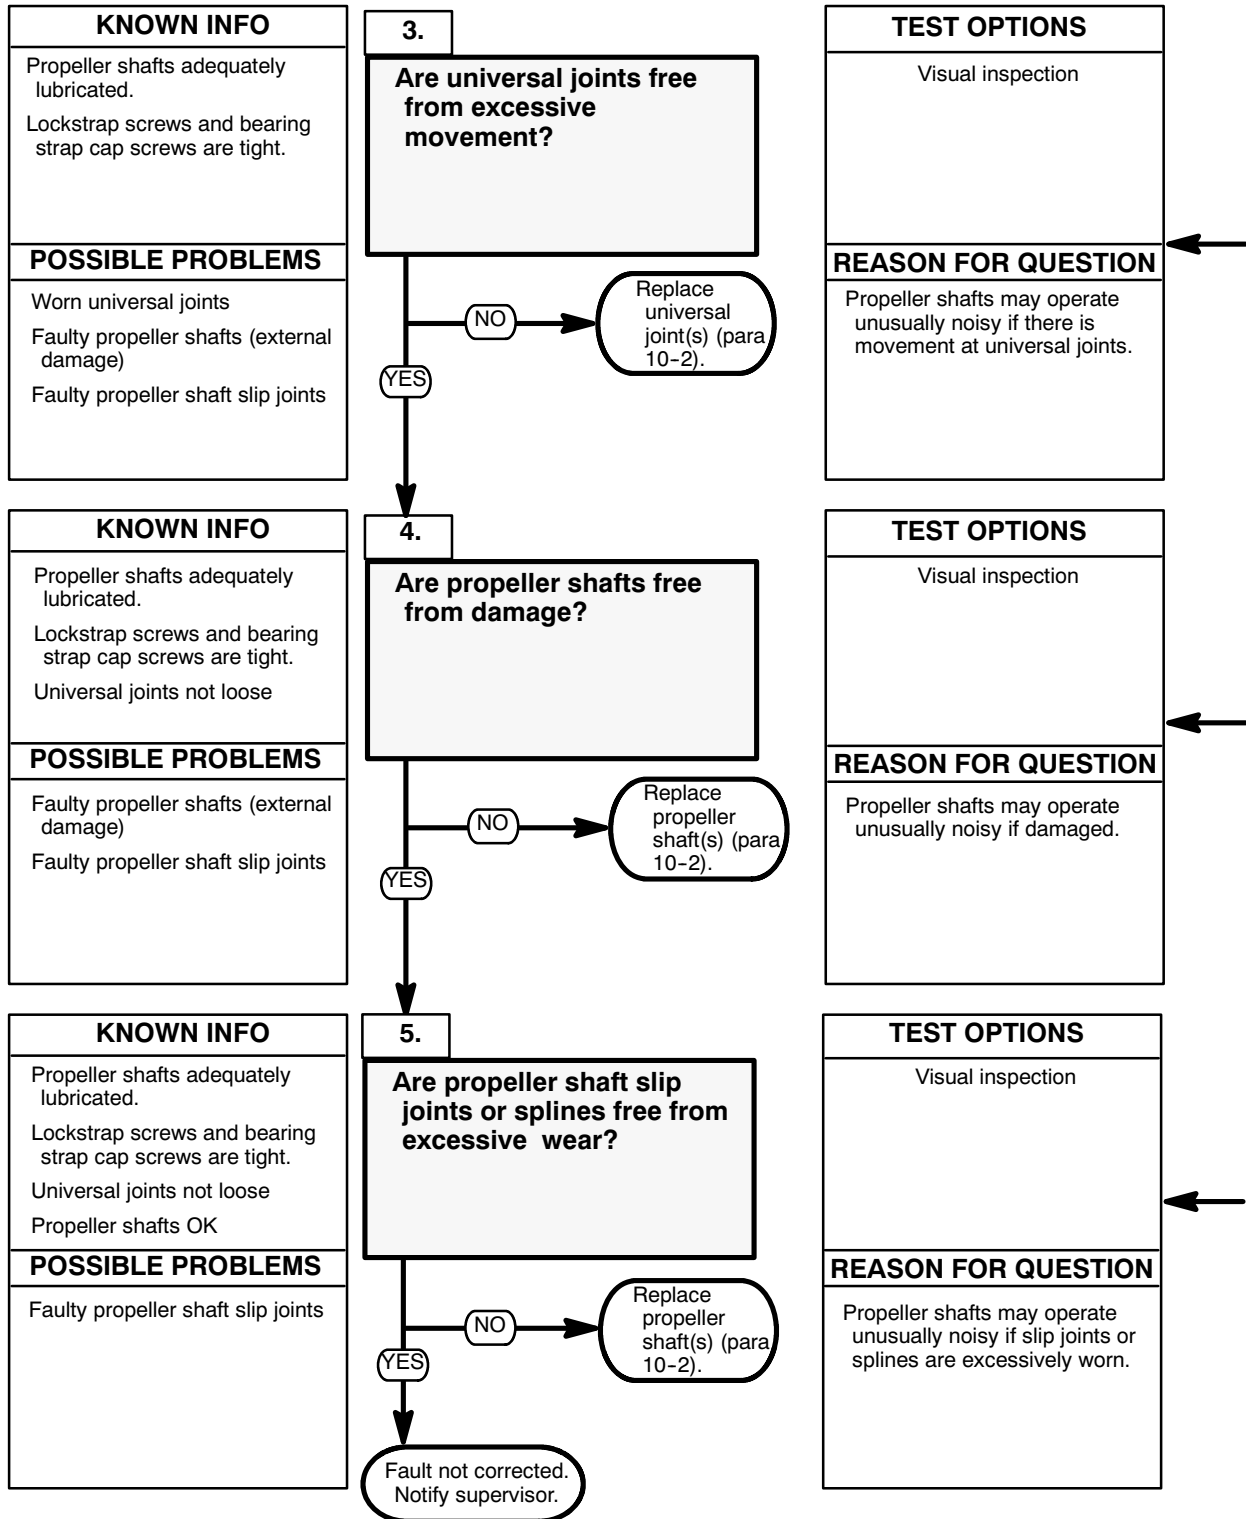 KNOWN INFO
Propeller shafts adequately
lubricated.
Lockstrap screws and bearing
strap cap screws are tight.
POSSIBLE PROBLEMS
Worn universal joints
Faulty propeller shafts (external
damage)
Faulty propeller shaft slip joints
3.
Are universal joints free
from excessive
movement?
NO
Replace
universal
joint(s) (para
10-2).
YES
TEST OPTIONS
Visual inspection
REASON FOR QUESTION
Propeller shafts may operate
unusually noisy if there is
movement at universal joints.
KNOWN INFO
Propeller shafts adequately
lubricated.
Lockstrap screws and bearing
strap cap screws are tight.
Universal joints not loose
POSSIBLE PROBLEMS
Faulty propeller shafts (external
damage)
Faulty propeller shaft slip joints
4.
Are propeller shafts free
from damage?
NO
Replace
propeller
shaft(s) (para
10-2).
YES
TEST OPTIONS
Visual inspection
REASON FOR QUESTION
Propeller shafts may operate
unusually noisy if damaged.
KNOWN INFO
Propeller shafts adequately
lubricated.
Lockstrap screws and bearing
strap cap screws are tight.
Universal joints not loose
Propeller shafts OK
POSSIBLE PROBLEMS
Faulty propeller shaft slip joints
5.
Are propeller shaft slip
joints or splines free from
excessive wear?
NO
Replace
propeller
shaft(s) (para
10-2).
YES
Fault not corrected.
Notify supervisor.
TEST OPTIONS
Visual inspection
REASON FOR QUESTION
Propeller shafts may operate
unusually noisy if slip joints or
splines are excessively worn.